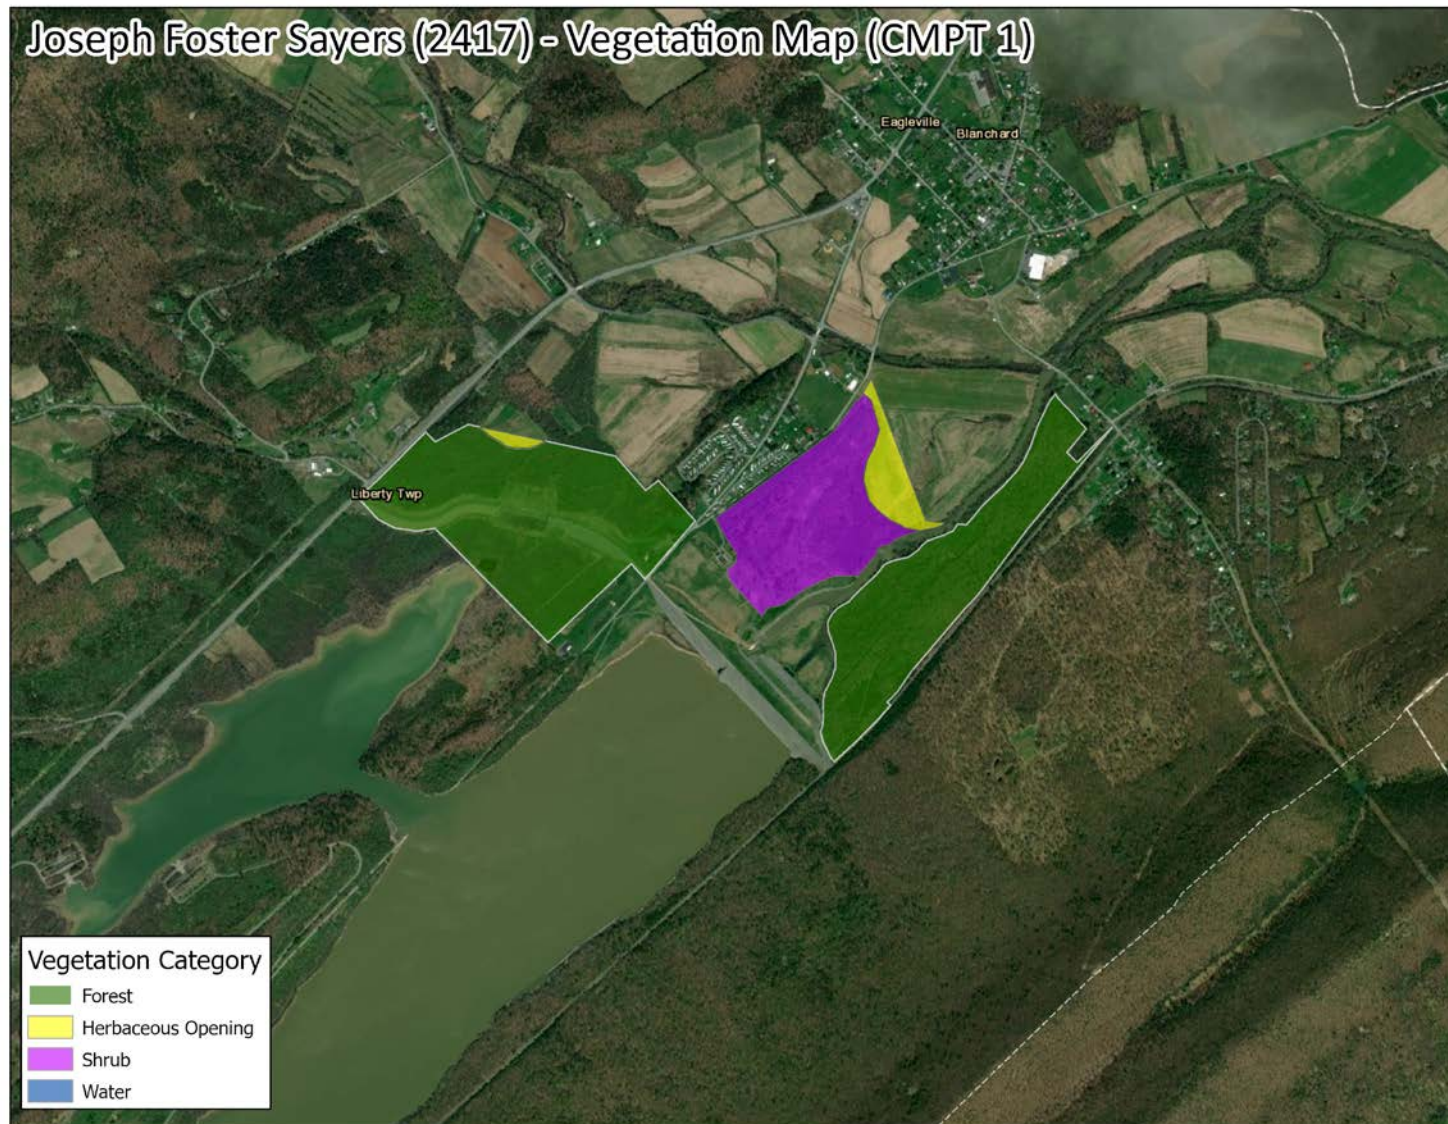 Joseph Foster Sayers (2417) - Vegetation Map (CMPT 1)
Eagleville
Blanchard
Liberty Twp
Vegetation Category
Forest
Herbaceous Opening
Shrub
Water